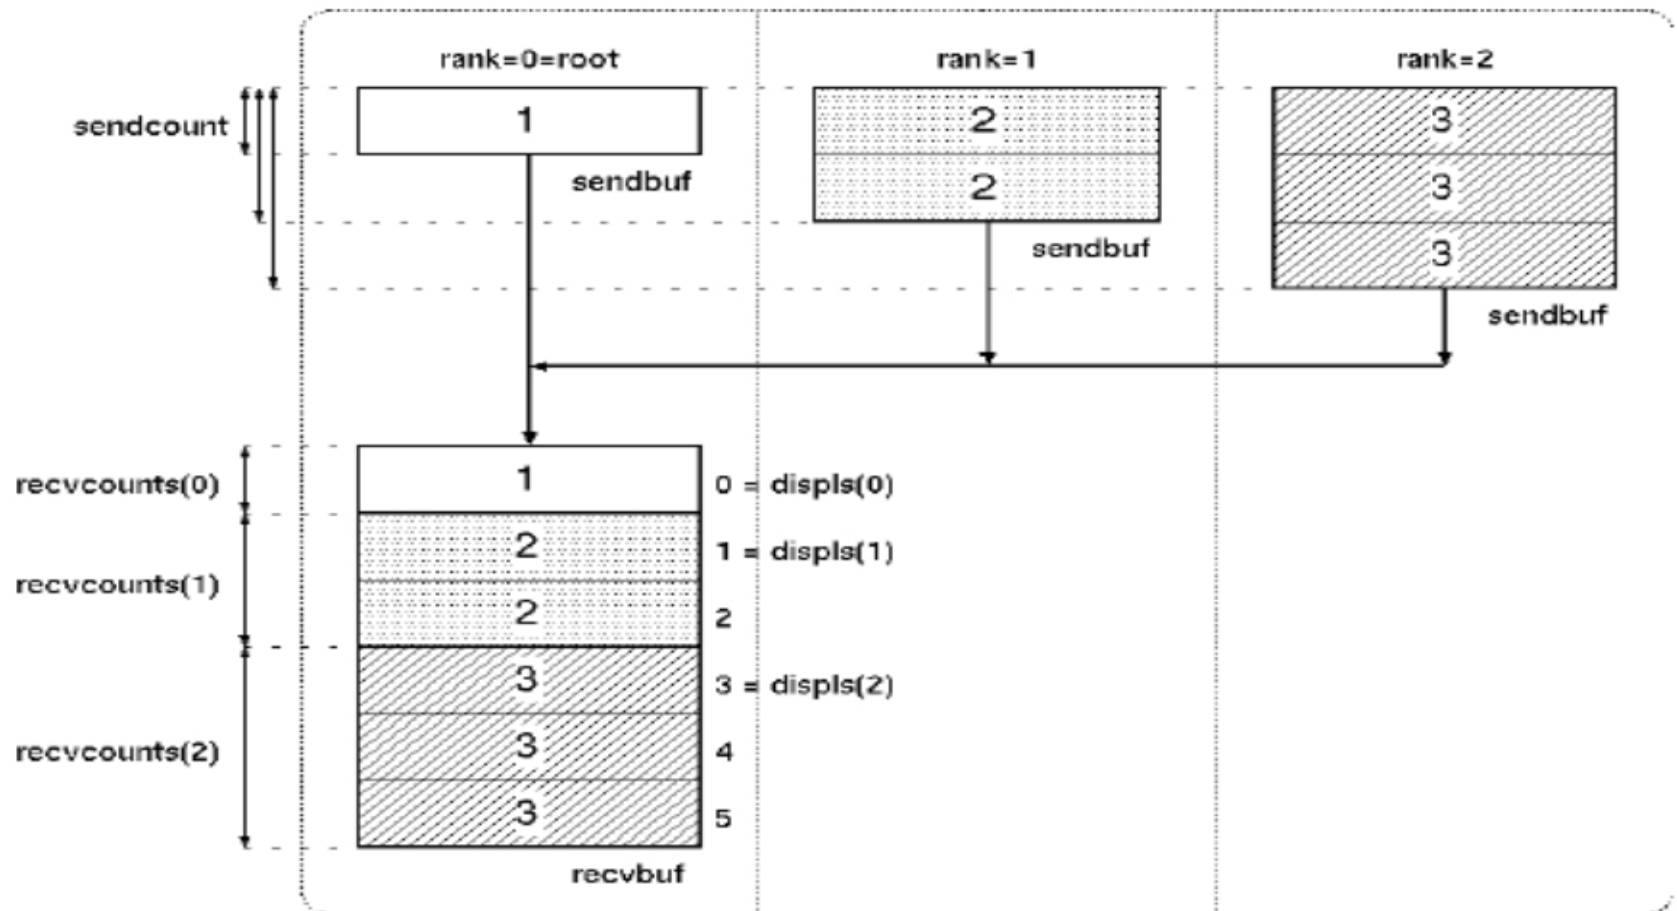 rank=0=root
rank=1
rank=2
sendcount
1
2
3
sendbuf
2
3
sendbuf
3
sendbuf
recvcounts(0)
1
0 = displs(0)
2
1 = displs(1)
recvcounts(1)
2
2
3
3 = displs(2)
recvcounts(2)
3
4
3
5
recvbuf